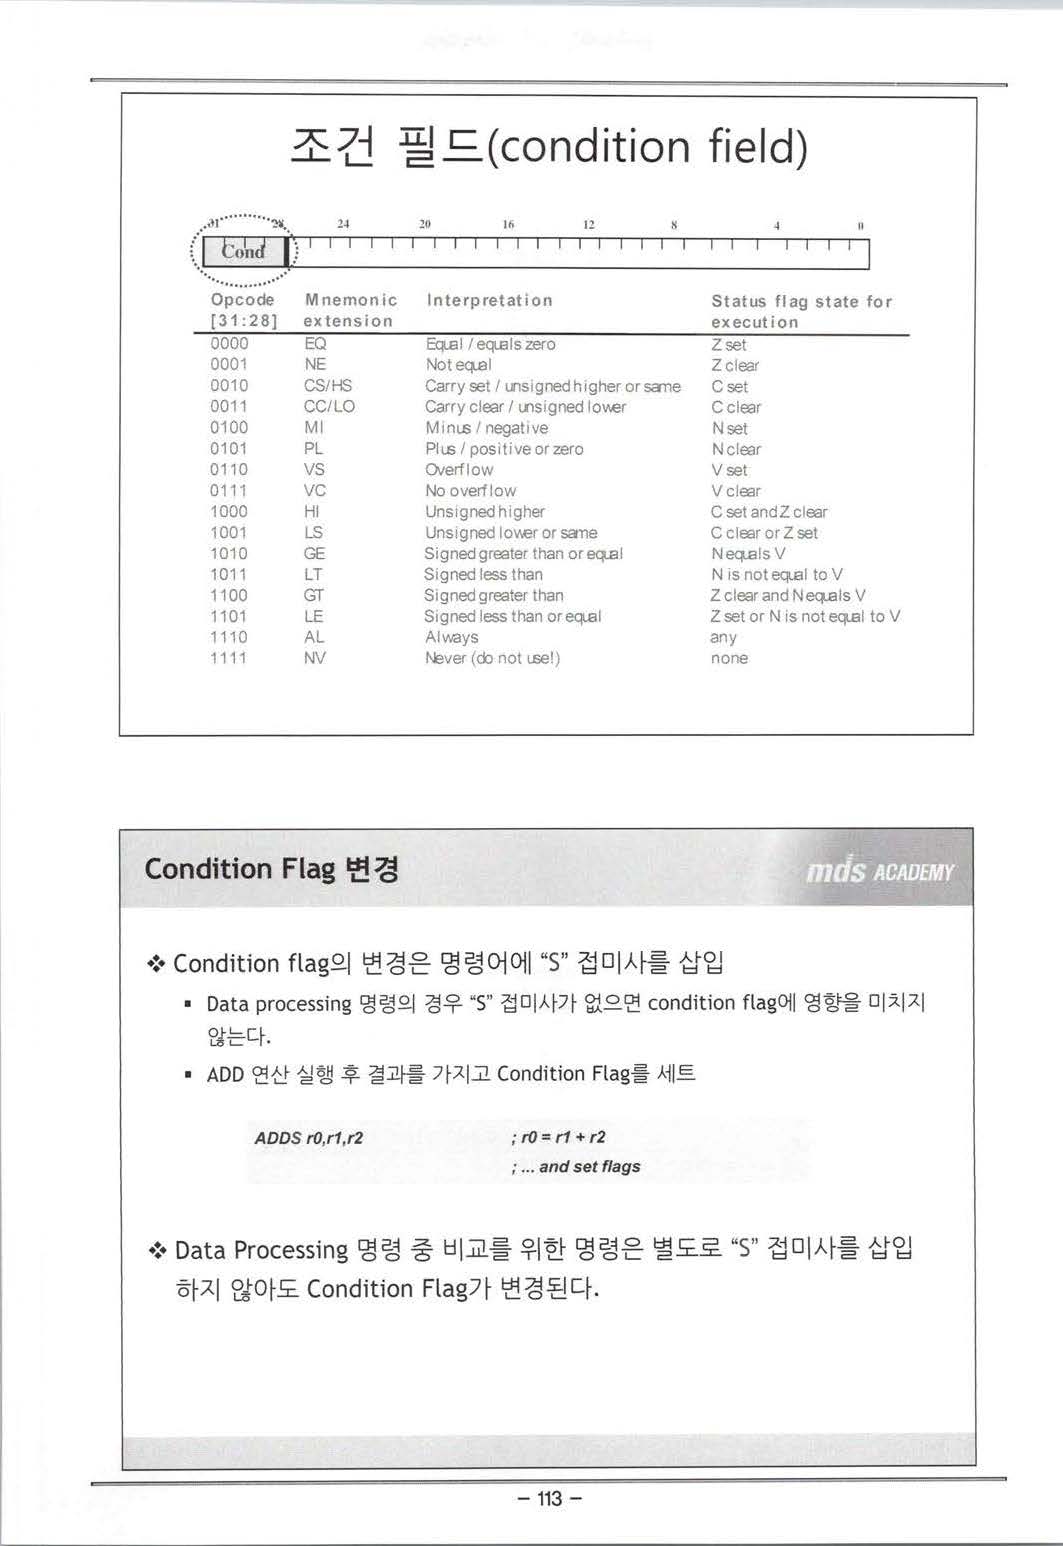 조건 필드(condition field)
31 28 24 20 16 12 8 4 0
Cond
Opcode Mnemonic Interpretation Status flag state for
[31:28] extension execution
0000 EQ Equal / equals zero Z set
0001 NE Not equal Z clear
0010 CS/HS Carry set / unsigned higher or same C set
0011 CC/LO Carry clear / unsigned lower C clear
0100 MI Minus / negative N set
0101 PL Plus / positive or zero N clear
0110 VS Overflow V set
0111 VC No overflow V clear
1000 HI Unsigned higher C set and Z clear
1001 LS Unsigned lower or same C clear or Z set
1010 GE Signed greater than or equal N equals V
1011 LT Signed less than N is not equal to V
1100 GT Signed greater than Z clear and N equals V
1101 LE Signed less than or equal Z set or N is not equal to V
1110 AL Always any
1111 NV Never (do not use!) none
Condition Flag 변경 mds ACADEMY
❖ Condition flag의 변경은 명령어에 “S” 접미사를 삽입
▪ Data processing 명령의 경우 “S” 접미사가 없으면 condition flag에 영향을 미치지
않는다.
▪ ADD 연산 실행 후 결과를 가지고 Condition Flag를 세트
ADDS r0,r1,r2 ; r0 = r1 + r2
; ... and set flags
❖ Data Processing 명령 중 비교를 위한 명령은 별도로 “S” 접미사를 삽입
하지 않아도 Condition Flag가 변경된다.
– 113 –